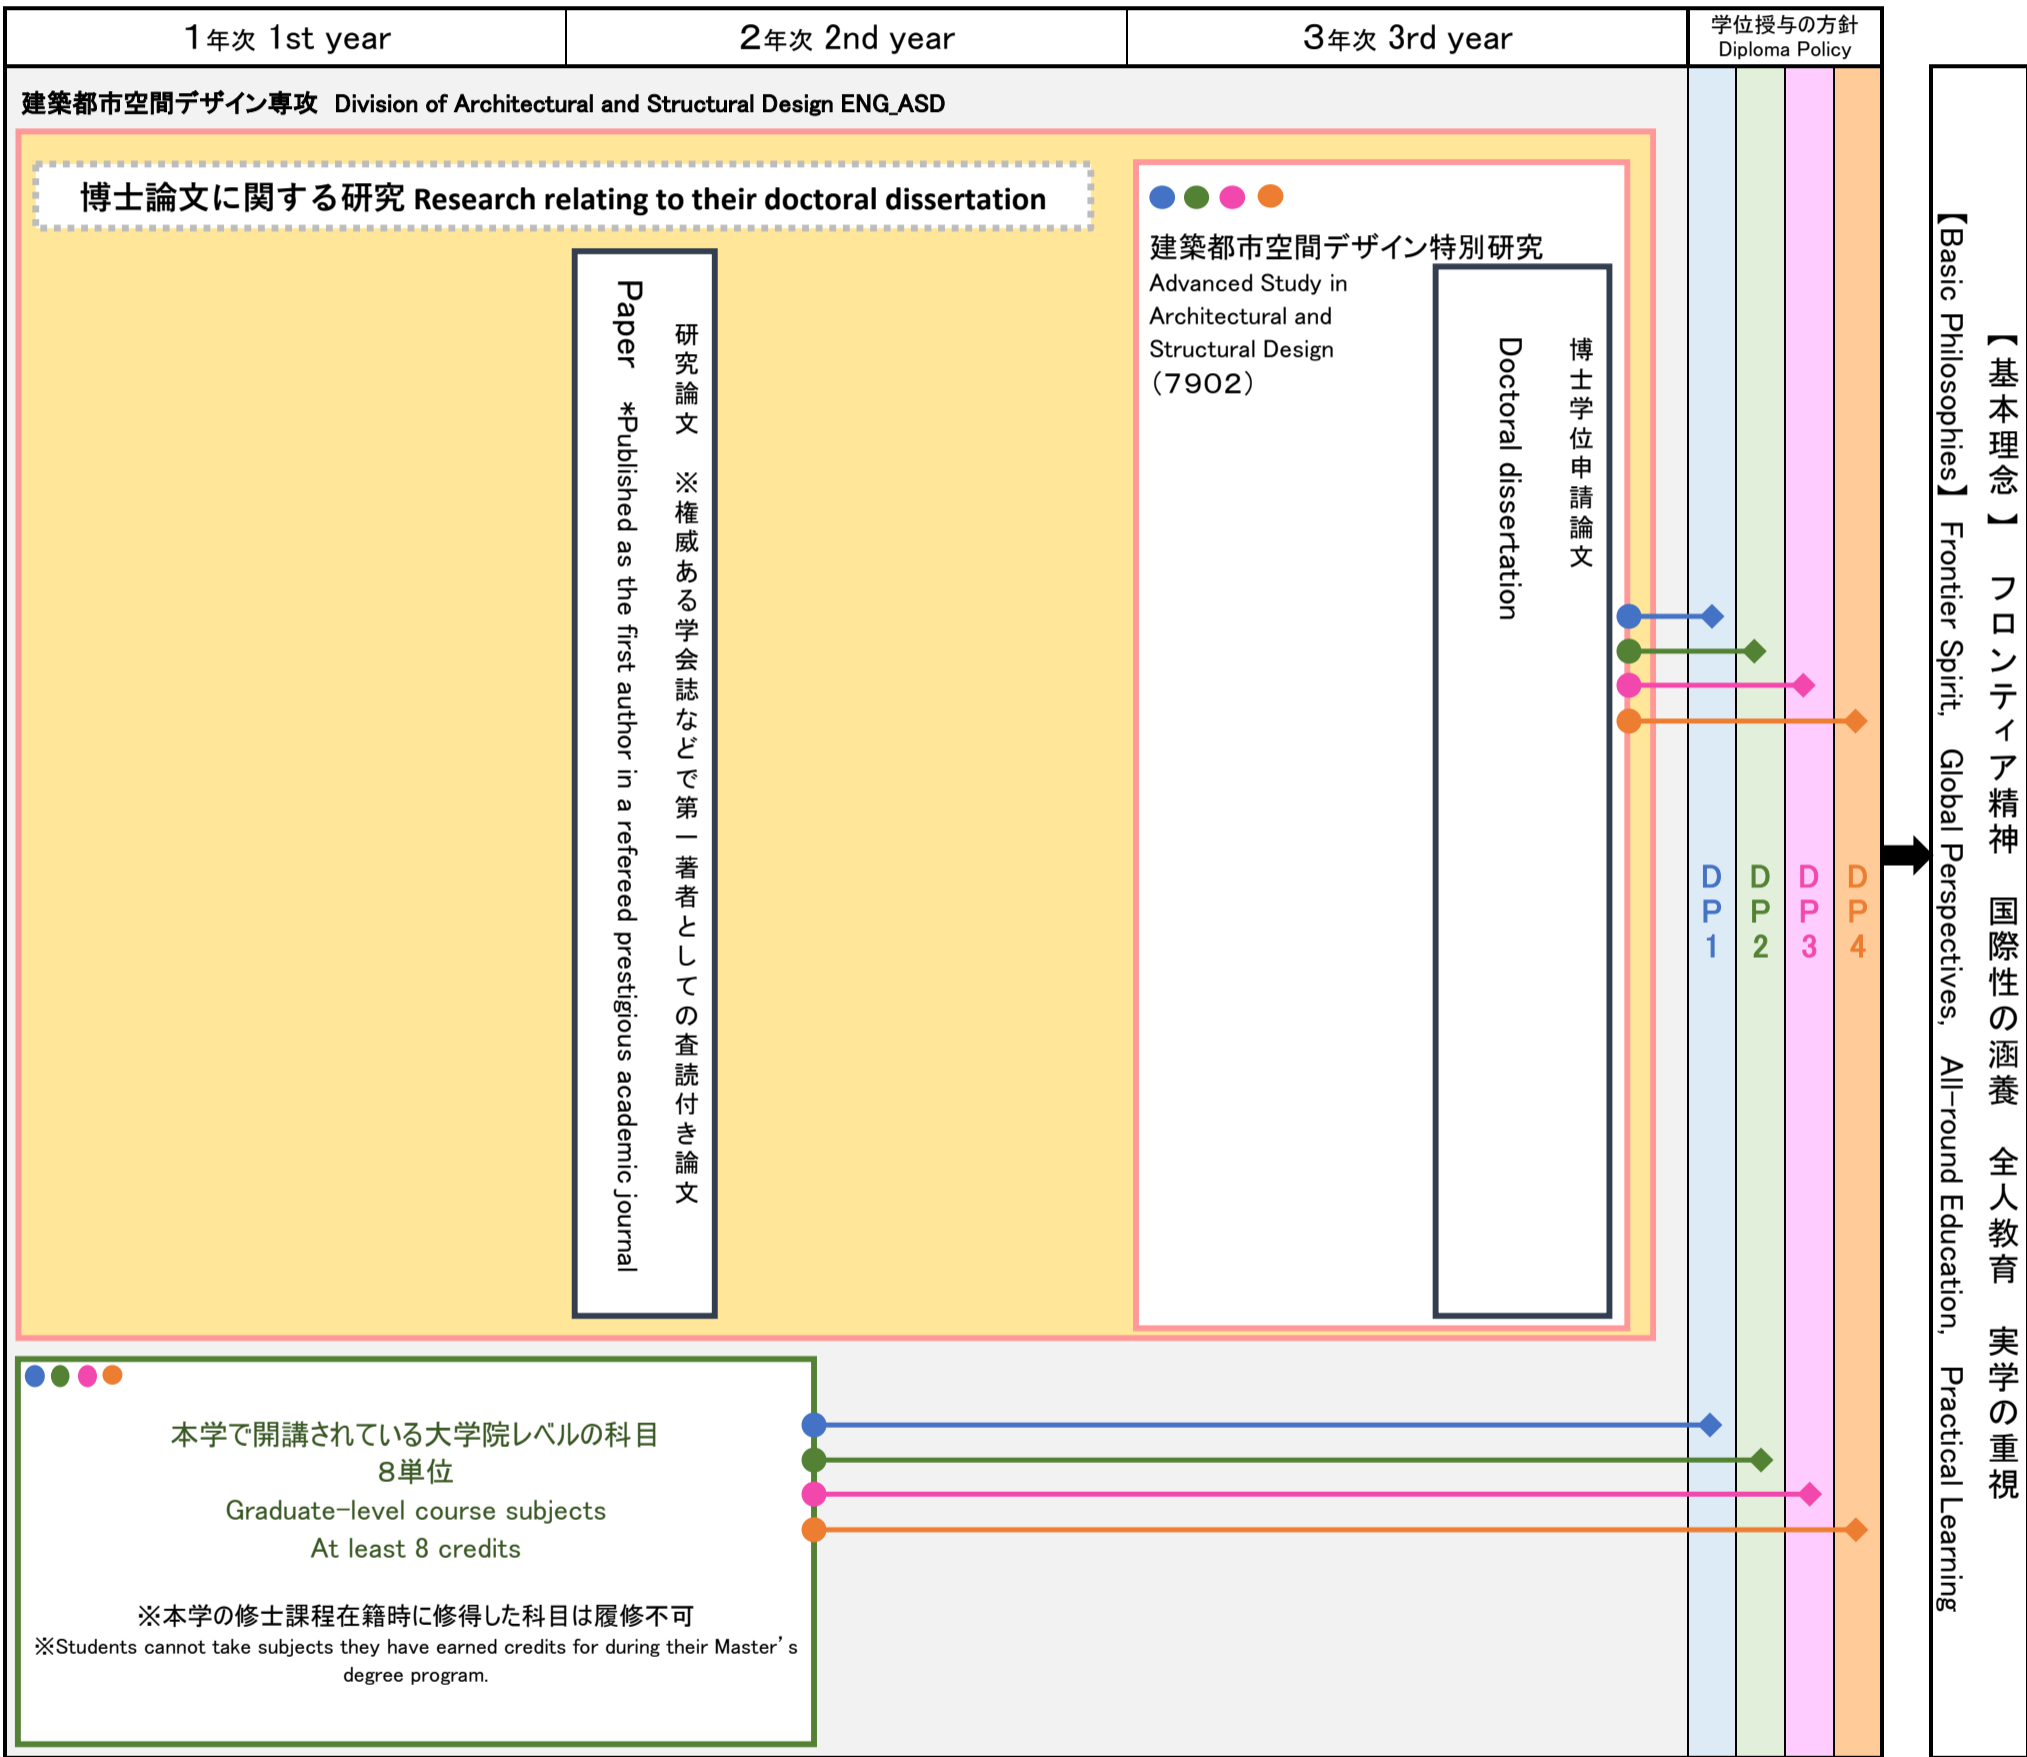 1年次 1st year
2年次 2nd year
3年次 3rd year
学位授与の方針
Diploma Policy
建築都市空間デザイン専攻 Division of Architectural and Structural Design ENG_ASD
博士論文に関する研究 Research relating to their doctoral dissertation
研究論文 ※権威ある学会誌などで第一著者としての査読付き論文
Paper *Published as the first author in a refereed prestigious academic journal
建築都市空間デザイン特別研究
Advanced Study in
Architectural and
Structural Design
(7902)
博士学位申請論文
Doctoral dissertation
DP1
DP2
DP3
DP4
本学で開講されている大学院レベルの科目
8単位
Graduate-level course subjects
At least 8 credits
※本学の修士課程在籍時に修得した科目は履修不可
※Students cannot take subjects they have earned credits for during their Master's
degree program.
【基本理念】 フロンティア精神 国際性の涵養 全人教育 実学の重視
【Basic Philosophies】 Frontier Spirit, Global Perspectives, All-round Education, Practical Learning